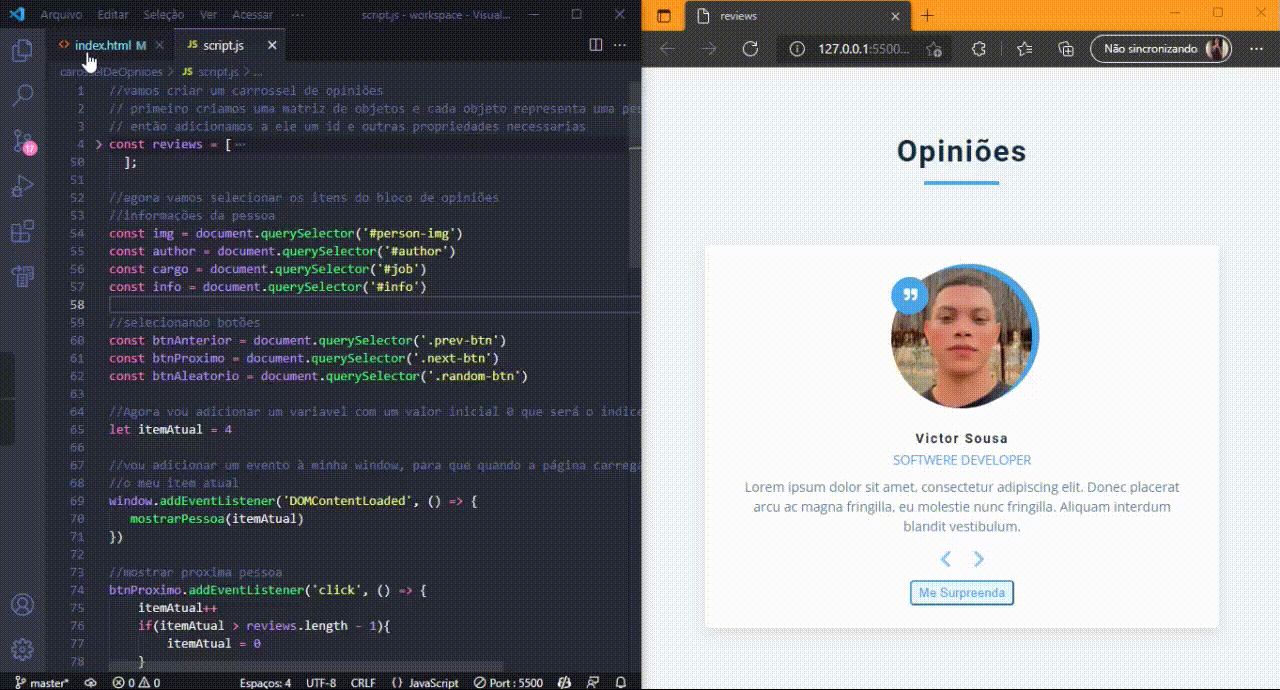 Arquivo Editar Seleção Ver Acessar ··· script.js - workspace - Visual...
index.html M script.js
carosselDeOpnioes > JS script.js > ...
1 //vamos criar um carrossel de opiniões
2 // primeiro criamos uma matriz de objetos e cada objeto representa uma pes
3 // então adicionamos a ele um id e outras propriedades necessarias
4 const reviews = [ ···
50 ];
51
52 //agora vamos selecionar os itens do bloco de opiniões
53 //informações da pessoa
54 const img = document.querySelector('#person-img')
55 const author = document.querySelector('#author')
56 const cargo = document.querySelector('#job')
57 const info = document.querySelector('#info')
58
59 //selecionando botões
60 const btnAnterior = document.querySelector('.prev-btn')
61 const btnProximo = document.querySelector('.next-btn')
62 const btnAleatorio = document.querySelector('.random-btn')
63
64 //Agora vou adicionar um variavel com um valor inicial 0 que será o indice
65 let itemAtual = 4
66
67 //vou adicionar um evento à minha window, para que quando a página carrega
68 //o meu item atual
69 window.addEventListener('DOMContentLoaded', () => {
70 mostrarPessoa(itemAtual)
71 })
72
73 //mostrar proxima pessoa
74 btnProximo.addEventListener('click', () => {
75 itemAtual++
76 if(itemAtual > reviews.length - 1){
77 itemAtual = 0
78 }
17
master* 0 0 Espaços: 4 UTF-8 CRLF {} JavaScript Port : 5500
reviews
127.0.0.1:5500... Não sincronizando
Opiniões
Victor Sousa
SOFTWERE DEVELOPER
Lorem ipsum dolor sit amet, consectetur adipiscing elit. Donec placerat
arcu ac magna fringilla, eu molestie nunc fringilla. Aliquam interdum
blandit vestibulum.
Me Surpreenda